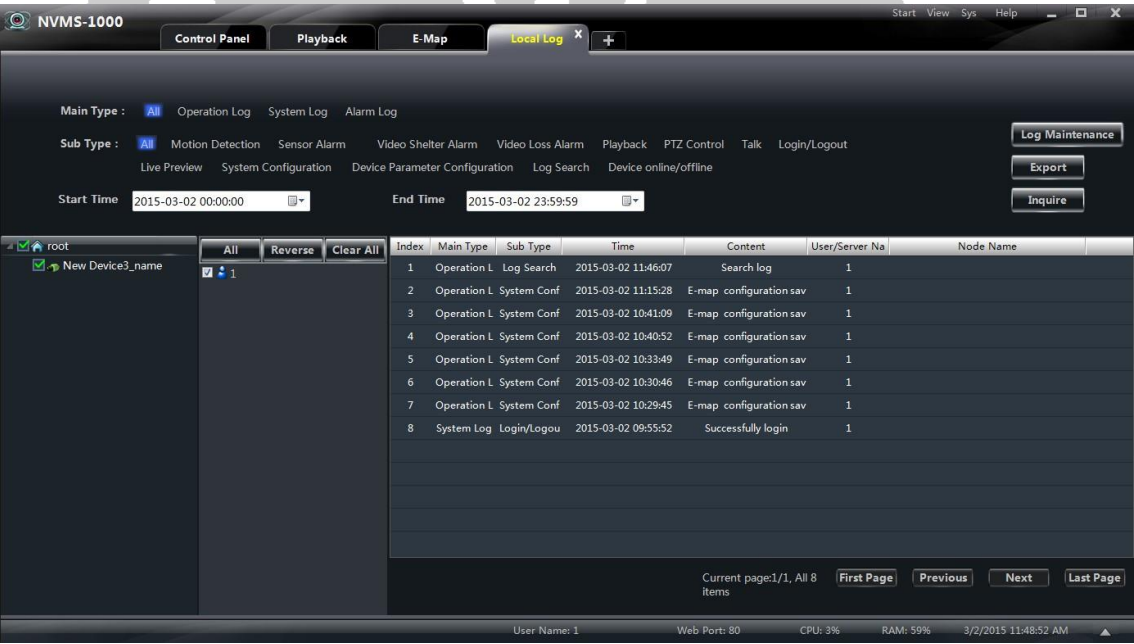 NVMS-1000
Start View Sys Help
Control Panel Playback E-Map Local Log
Main Type : All Operation Log System Log Alarm Log
Sub Type : All Motion Detection Sensor Alarm Video Shelter Alarm Video Loss Alarm Playback PTZ Control Talk Login/Logout
Live Preview System Configuration Device Parameter Configuration Log Search Device online/offline
Start Time 2015-03-02 00:00:00 End Time 2015-03-02 23:59:59
Log Maintenance
Export
Inquire
root
New Device3_name
All Reverse Clear All
1
Index Main Type Sub Type Time Content User/Server Na Node Name
1 Operation L Log Search 2015-03-02 11:46:07 Search log 1
2 Operation L System Conf 2015-03-02 11:15:28 E-map configuration sav 1
3 Operation L System Conf 2015-03-02 10:41:09 E-map configuration sav 1
4 Operation L System Conf 2015-03-02 10:40:52 E-map configuration sav 1
5 Operation L System Conf 2015-03-02 10:33:49 E-map configuration sav 1
6 Operation L System Conf 2015-03-02 10:30:46 E-map configuration sav 1
7 Operation L System Conf 2015-03-02 10:29:45 E-map configuration sav 1
8 System Log Login/Logou 2015-03-02 09:55:52 Successfully login 1
Current page:1/1, All 8
items
First Page Previous Next Last Page
User Name: 1 Web Port: 80 CPU: 3% RAM: 59% 3/2/2015 11:48:52 AM